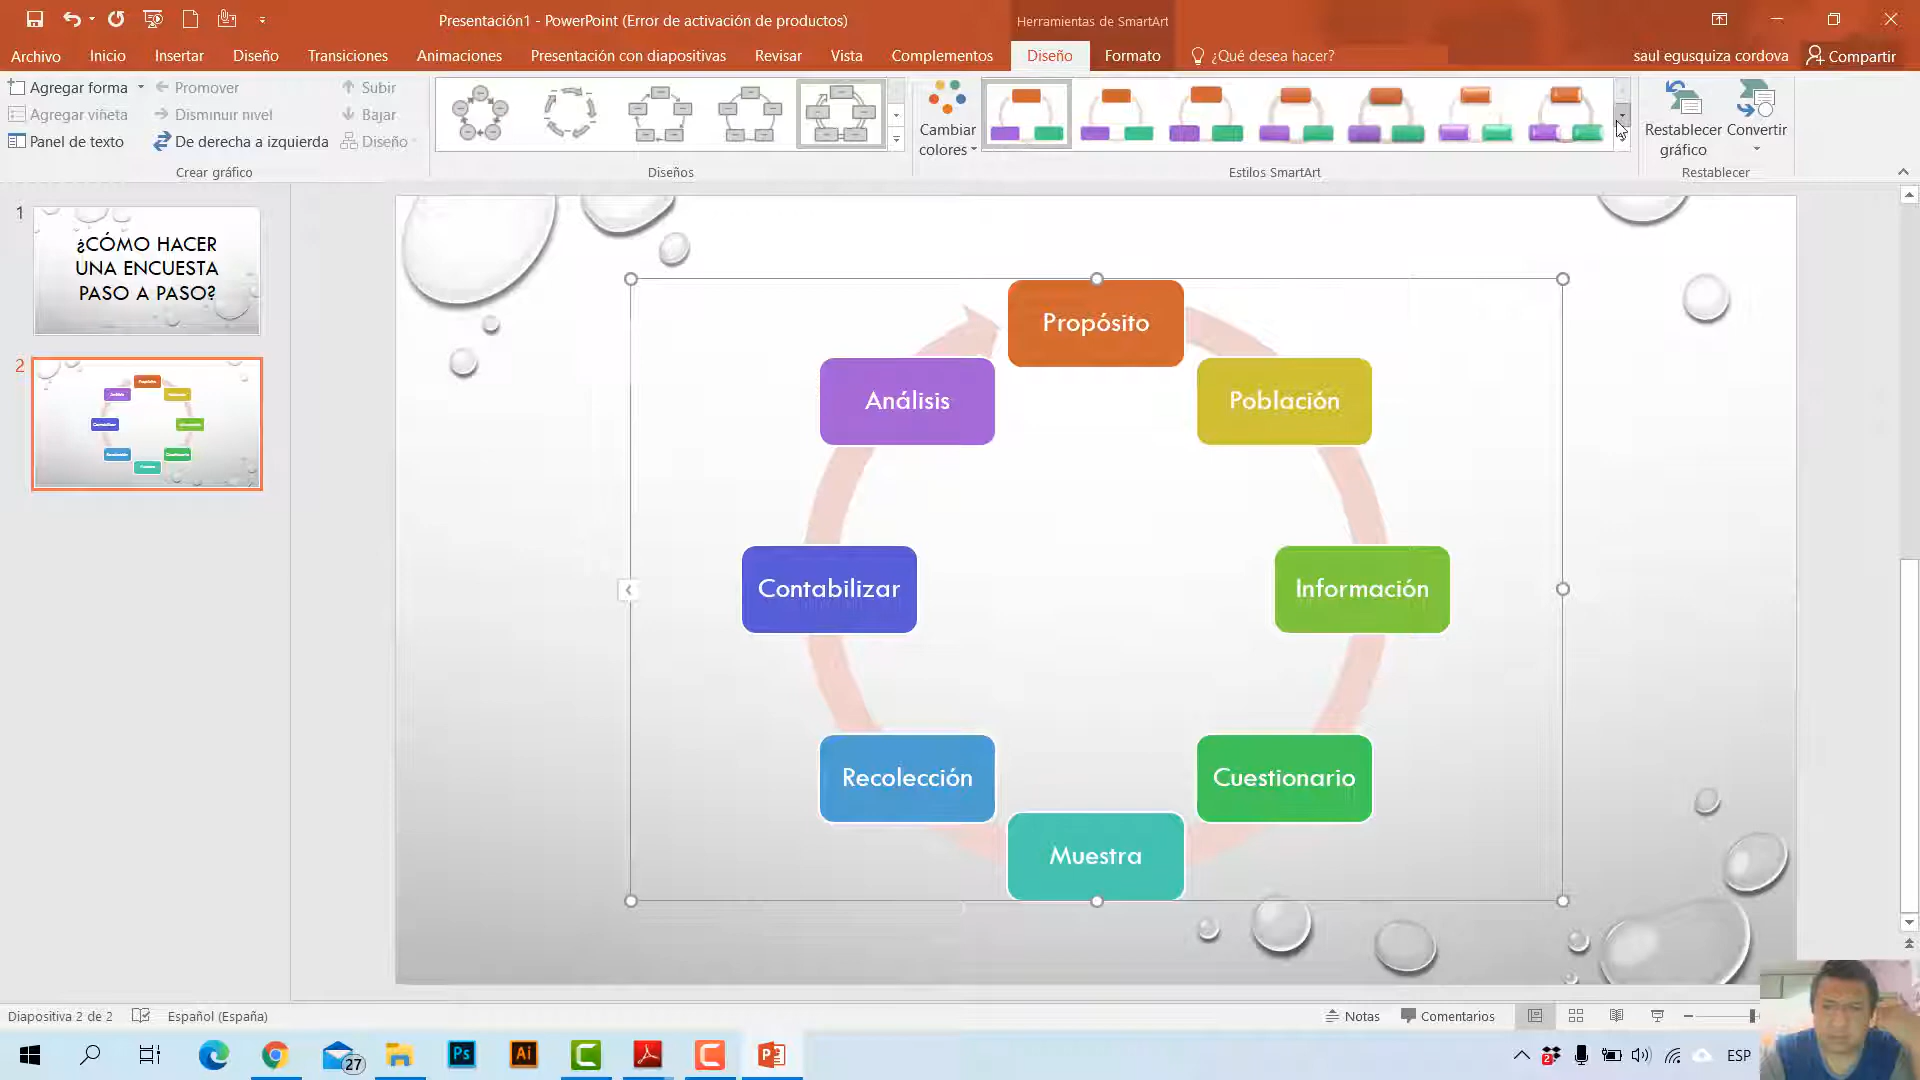 Presentación1 - PowerPoint (Error de activación de productos)
Herramientas de SmartArt
Archivo
Inicio
Insertar
Diseño
Transiciones
Animaciones
Presentación con diapositivas
Revisar
Vista
Complementos
Diseño
Formato
¿Qué desea hacer?
saul egusquiza cordova
Compartir
Agregar forma
Promover
Subir
Agregar viñeta
Disminuir nivel
Bajar
Panel de texto
De derecha a izquierda
Diseño
Crear gráfico
Diseños
Cambiar
colores
Estilos SmartArt
Restablecer
gráfico
Convertir
Restablecer
1
¿CÓMO HACER
UNA ENCUESTA
PASO A PASO?
2
Propósito
Análisis
Población
Contabilizar
Información
Recolección
Cuestionario
Muestra
Diapositiva 2 de 2
Español (España)
Notas
Comentarios
27
Ps
Ai
2
ESP